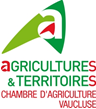 AGRICULTURES
& TERRITOIRES
CHAMBRE D'AGRICULTURE
VAUCLUSE